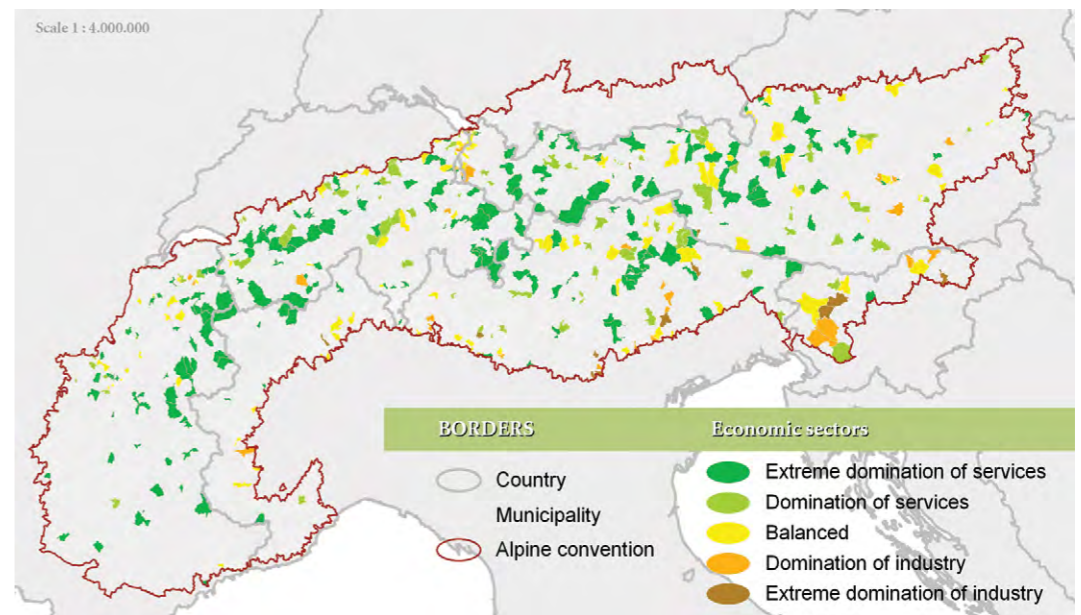 Scale 1 : 4.000.000
BORDERS
Country
Municipality
Alpine convention
Economic sectors
Extreme domination of services
Domination of services
Balanced
Domination of industry
Extreme domination of industry